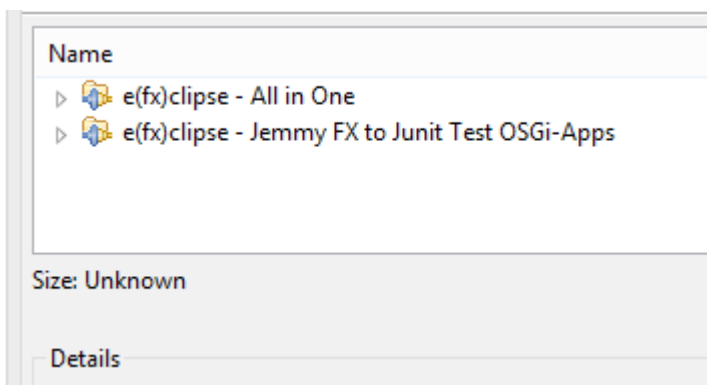 Name
e(fx)clipse - All in One
e(fx)clipse - Jemmy FX to Junit Test OSGi-Apps
Size: Unknown
Details